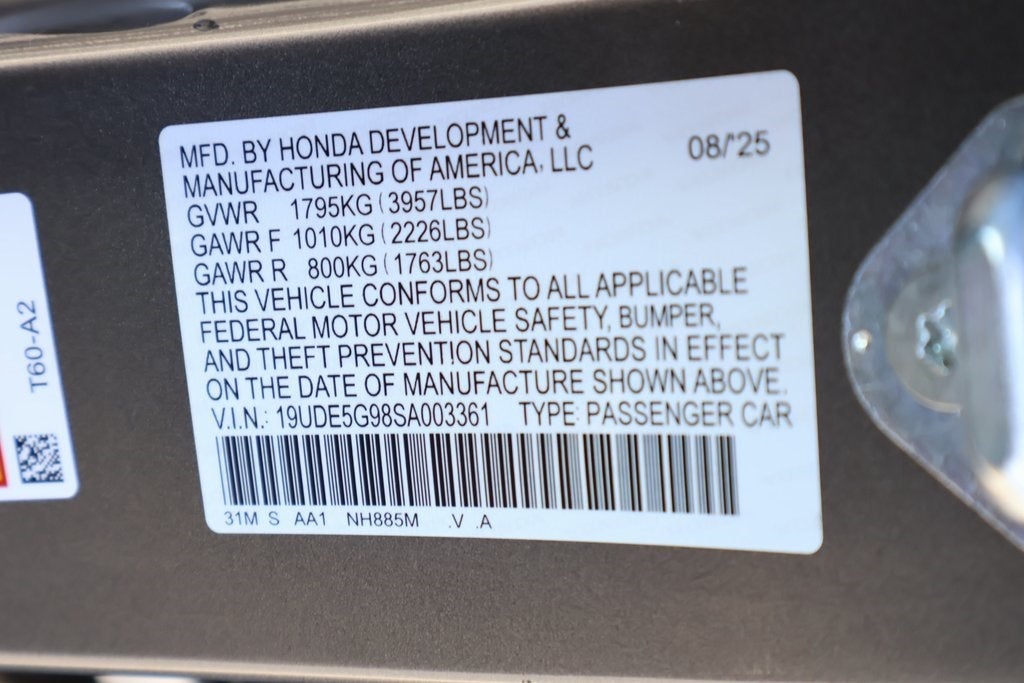 MFD. BY HONDA DEVELOPMENT &
MANUFACTURING OF AMERICA, LLC
08/'25
GVWR 1795KG (3957LBS)
GAWR F 1010KG (2226LBS)
GAWR R 800KG (1763LBS)
THIS VEHICLE CONFORMS TO ALL APPLICABLE
FEDERAL MOTOR VEHICLE SAFETY, BUMPER,
AND THEFT PREVENTION STANDARDS IN EFFECT
ON THE DATE OF MANUFACTURE SHOWN ABOVE.
V.I.N.: 19UDE5G98SA003361 TYPE: PASSENGER CAR
31M S AA1 NH885M .V .A
T60-A2